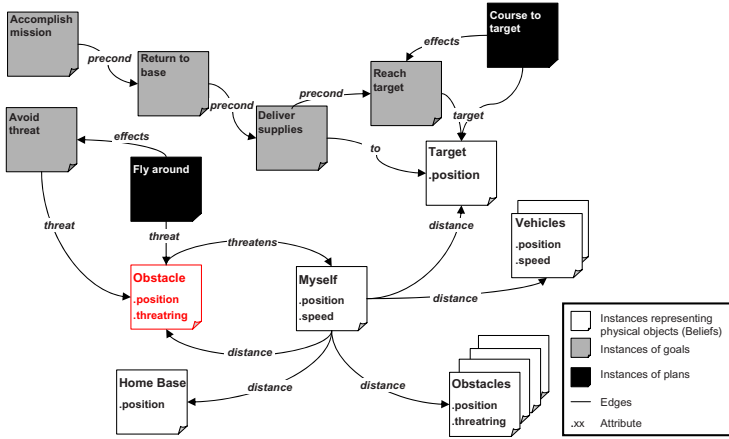 Accomplish
mission
precond
Return to
base
precond
Deliver
supplies
precond
Reach
target
effects
Course to
target
target
to
Target
.position
Avoid
threat
effects
Fly around
threat
threat
threatens
Obstacle
.position
.threatring
Myself
.position
.speed
distance
Vehicles
.position
.speed
distance
distance
Home Base
.position
distance
distance
Obstacles
.position
.threatring
Instances representing
physical objects (Beliefs)
Instances of goals
Instances of plans
Edges
.xx Attribute